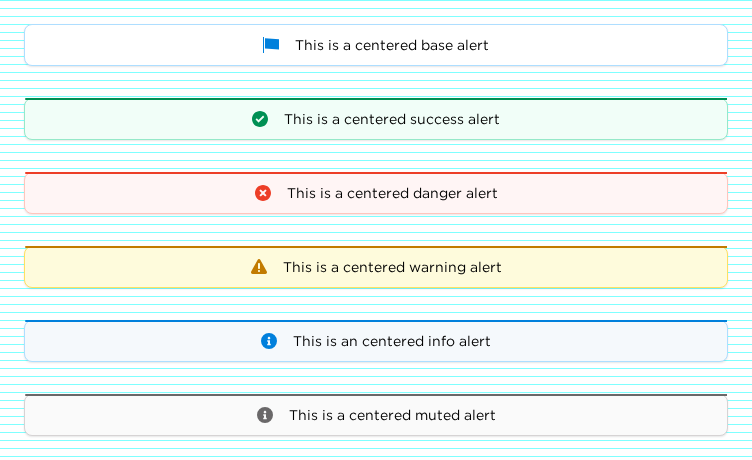 This is a centered base alert
This is a centered success alert
This is a centered danger alert
This is a centered warning alert
This is an centered info alert
This is a centered muted alert